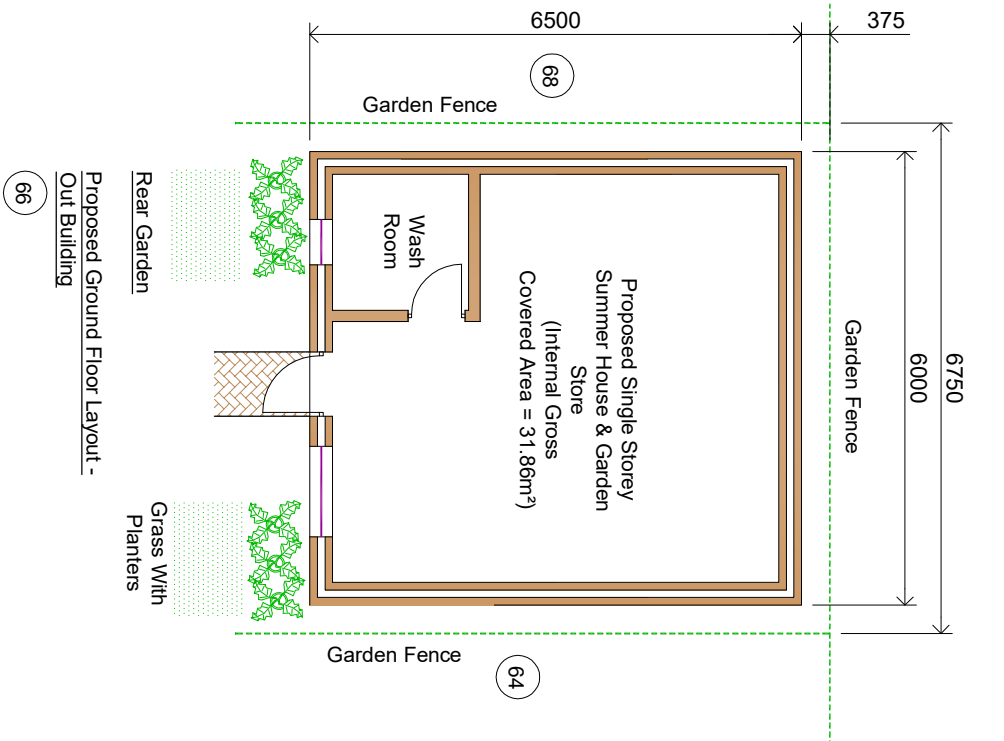 6500
375
68
Garden Fence
6750
6000
Garden Fence
Wash
Room
Proposed Single Storey
Summer House & Garden
Store
(Internal Gross
Covered Area = 31.86m²)
Rear Garden
Grass With
Planters
Garden Fence
64
Proposed Ground Floor Layout -
Out Building
66